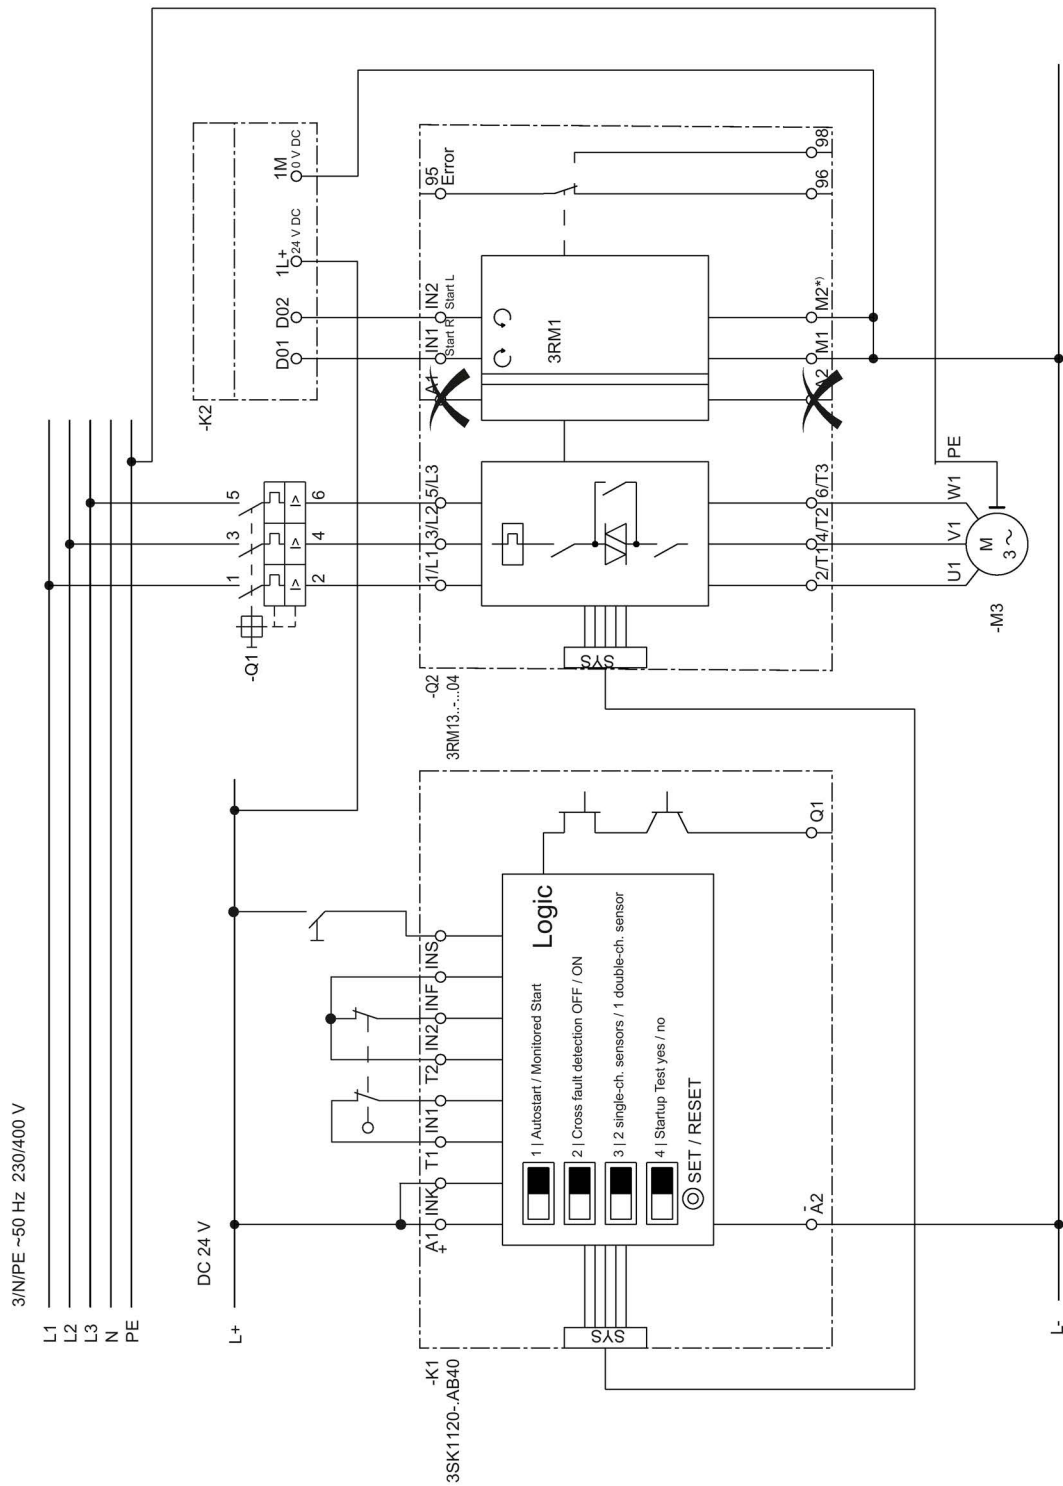 3/N/PE ~50 Hz 230/400 V
L1
L2
L3
N
PE
DC 24 V
L+
-K1
3SK1120-.AB40
A1 INK T1 IN1 T2 IN2 INF INS
+
SYS
Logic
1 | Autostart / Monitored Start
2 | Cross fault detection OFF / ON
3 | 2 single-ch. sensors / 1 double-ch. sensor
4 | Startup Test yes / no
SET / RESET
A2
-
Q1
L-
-Q1
1 3 5
I> I> I>
2 4 6
-K2
D01 D02 1L+ 1M
24 V DC 0 V DC
-Q2
3RM13..-...04
SYS
1/L1 3/L2 5/L3
A1 IN1 IN2 95
Start R Start L Error
3RM1
2/T1 4/T2 6/T3
A2 M1 M2*) 96 98
U1 V1 W1 PE
M
3 ~
-M3